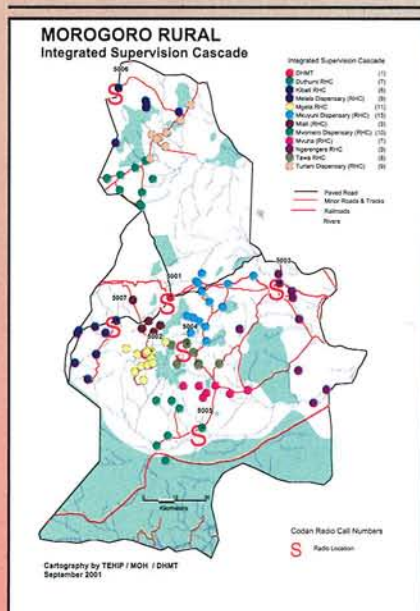 MOROGORO RURAL
Integrated Supervision Cascade
Integrated Supervision Cascade
DHMT (1)
Duthumi RHC (7)
Kibati RHC (6)
Melela Dispensary (RHC) (9)
Mgeta RHC (11)
Mkuyuni Dispensary (RHC) (15)
Mlali (RHC) (3)
Mvomero Dispensary (RHC) (10)
Mvuha (RHC) (7)
Ngerengere RHC
Tawa RHC (8)
Turiani Dispensary (RHC) (9)
Paved Road
Minor Roads & Tracks
Railroads
Rivers
5006
S
5001
5003
S
S
5007
S
5004
S
5005
S
Kilometers
Codan Radio Call Numbers
S Radio Location
Cartography by TEHIP / MOH / DHMT
September 2001